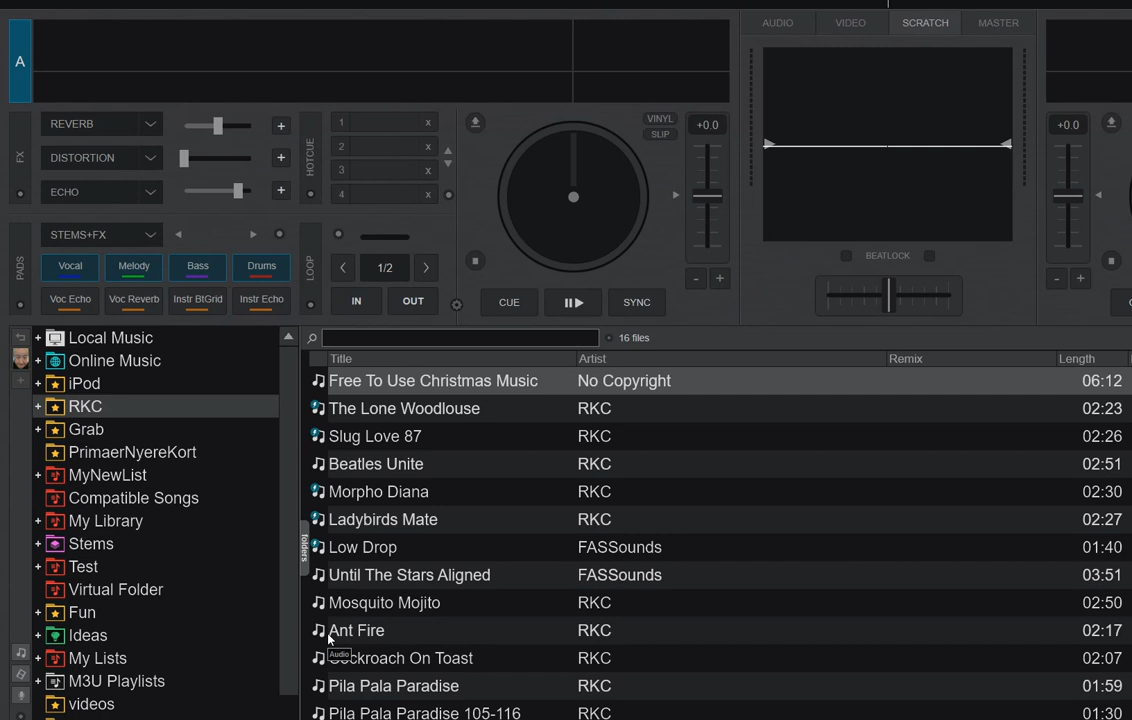 AUDIO VIDEO SCRATCH MASTER
A
FX
REVERB +
DISTORTION +
ECHO +
HOTCUE
1 x
2 x
3 x
4 x
VINYL
SLIP
+0.0
- +
+0.0
- +
PADS
STEMS+FX
Vocal Melody Bass Drums
Voc Echo Voc Reverb Instr BtGrid Instr Echo
LOOP
1/2
IN OUT
CUE SYNC
BEATLOCK
+ Local Music
+ Online Music
+ iPod
+ RKC
+ Grab
PrimaerNyereKort
+ MyNewList
Compatible Songs
+ My Library
+ Stems
+ Test
Virtual Folder
+ Fun
+ Ideas
+ My Lists
+ M3U Playlists
videos
folders
16 files
Title Artist Remix Length
Free To Use Christmas Music No Copyright 06:12
The Lone Woodlouse RKC 02:23
Slug Love 87 RKC 02:26
Beatles Unite RKC 02:51
Morpho Diana RKC 02:30
Ladybirds Mate RKC 02:27
Low Drop FASSounds 01:40
Until The Stars Aligned FASSounds 03:51
Mosquito Mojito RKC 02:50
Ant Fire RKC 02:17
Audio
Cockroach On Toast RKC 02:07
Pila Pala Paradise RKC 01:59
Pila Pala Paradise 105-116 RKC 01:30